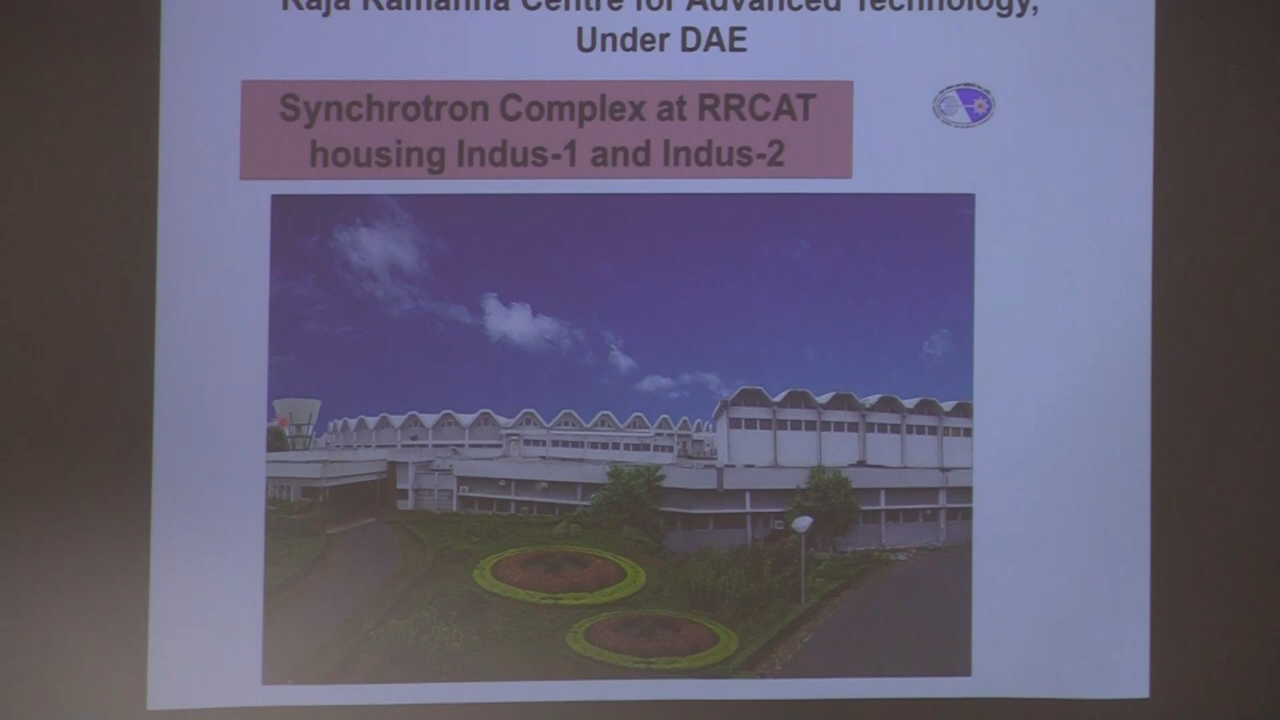 Raja Ramanna Centre for Advanced Technology,
Under DAE
Synchrotron Complex at RRCAT
housing Indus-1 and Indus-2